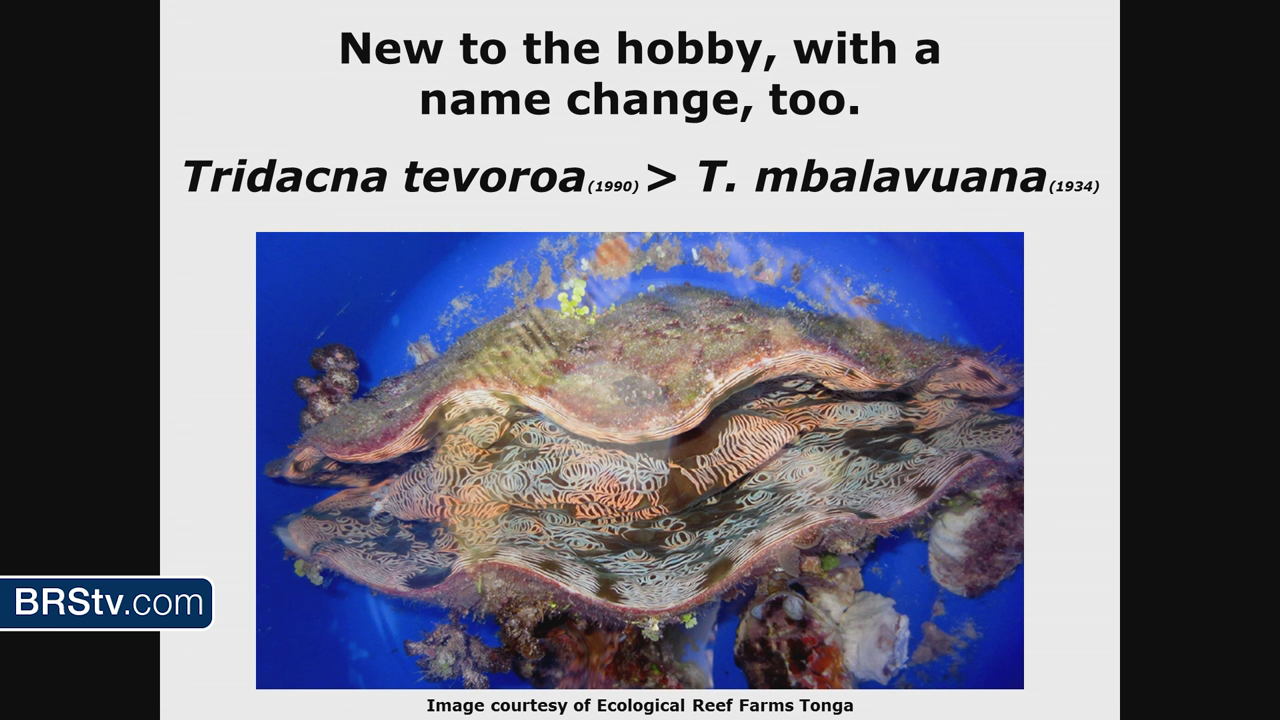 New to the hobby, with a
name change, too.
Tridacna tevoroa(1990) > T. mbalavuana(1934)
BRStv.com
Image courtesy of Ecological Reef Farms Tonga